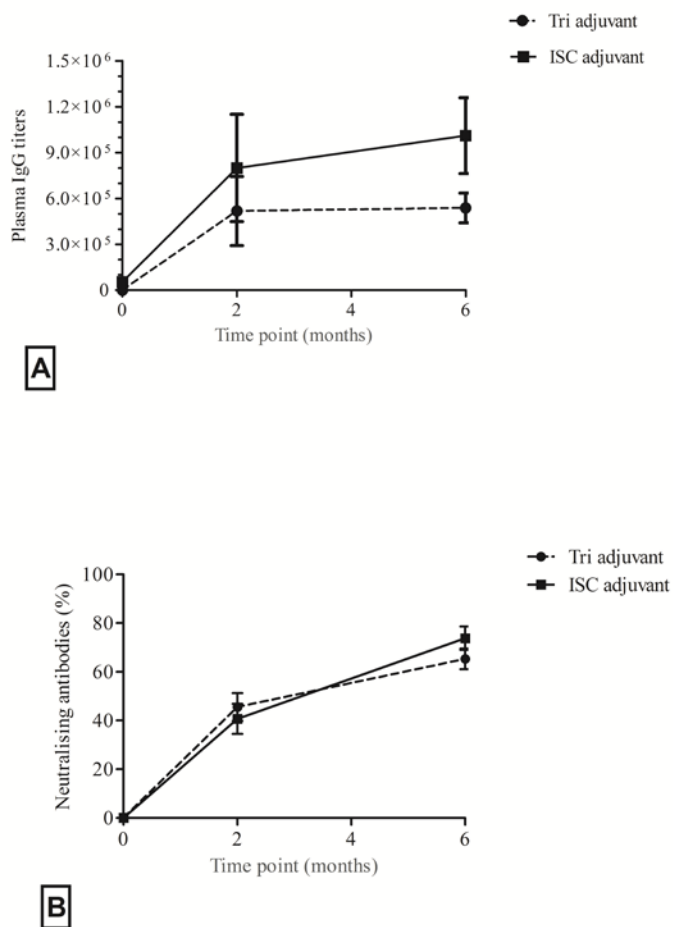 Tri adjuvant
ISC adjuvant
1.5×10⁶
1.2×10⁶
9.0×10⁵
6.0×10⁵
3.0×10⁵
0
Plasma IgG titers
0 2 4 6
Time point (months)
A
Tri adjuvant
ISC adjuvant
100
80
60
40
20
0
Neutralising antibodies (%)
0 2 4 6
Time point (months)
B